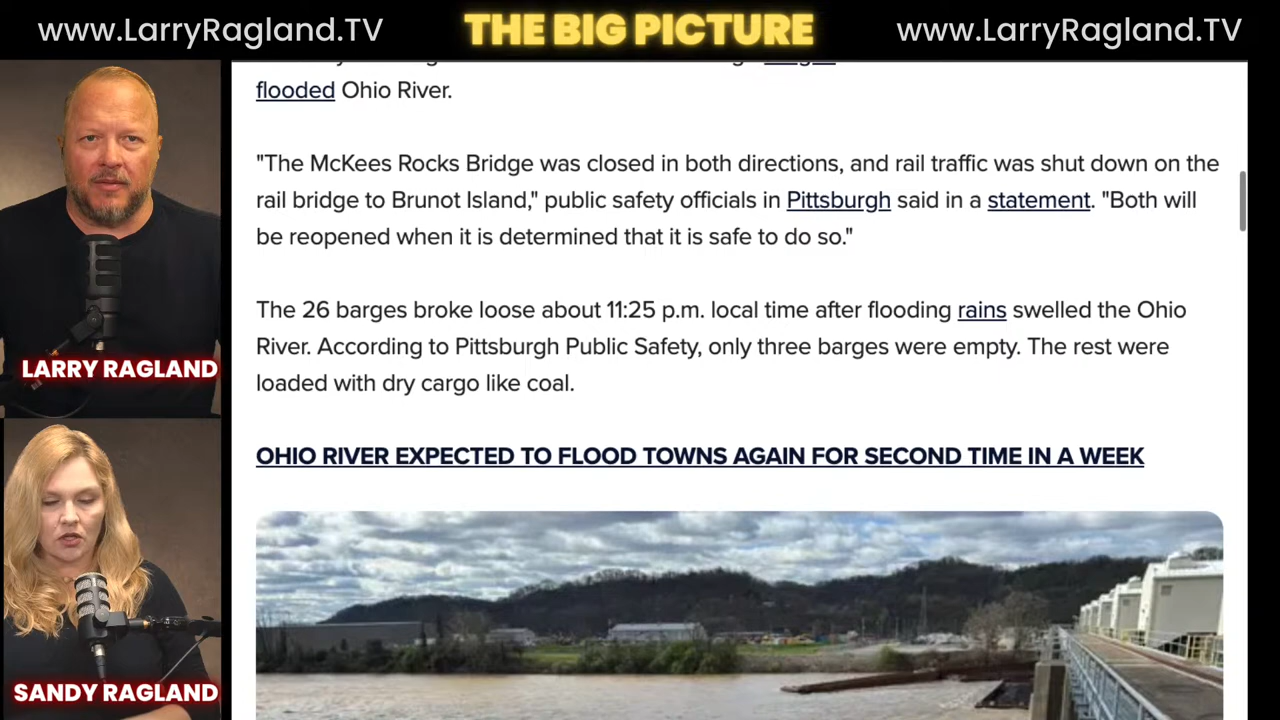 www.LarryRagland.TV
THE BIG PICTURE
www.LarryRagland.TV
flooded Ohio River.
"The McKees Rocks Bridge was closed in both directions, and rail traffic was shut down on the
rail bridge to Brunot Island," public safety officials in Pittsburgh said in a statement. "Both will
be reopened when it is determined that it is safe to do so."
The 26 barges broke loose about 11:25 p.m. local time after flooding rains swelled the Ohio
River. According to Pittsburgh Public Safety, only three barges were empty. The rest were
loaded with dry cargo like coal.
OHIO RIVER EXPECTED TO FLOOD TOWNS AGAIN FOR SECOND TIME IN A WEEK
LARRY RAGLAND
SANDY RAGLAND